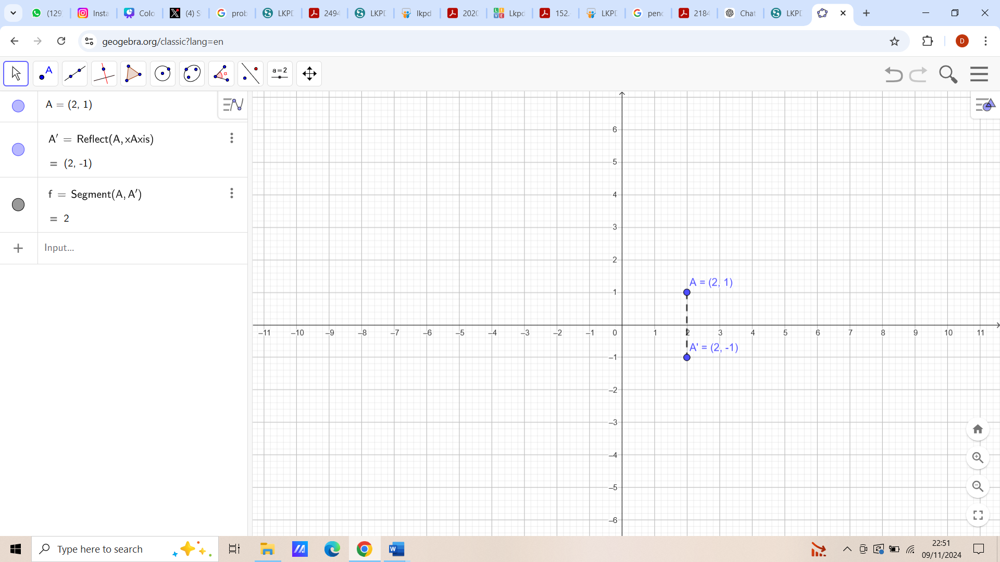 (129 Insta Colo (4) S prob LKPD 2494 LKPD lkpd 2020 Lkpd 152. LKPD penc 2184 Chat LKPD
geogebra.org/classic?lang=en
D
A
α
a=2
A = (2, 1)
A′ = Reflect(A, xAxis)
= (2, -1)
f = Segment(A, A′)
= 2
+ Input...
6
5
4
3
2
A = (2, 1)
1
–11 –10 –9 –8 –7 –6 –5 –4 –3 –2 –1 0 1 2 3 4 5 6 7 8 9 10 11
A' = (2, -1)
–1
–2
–3
–4
–5
–6
Type here to search
22:51
09/11/2024